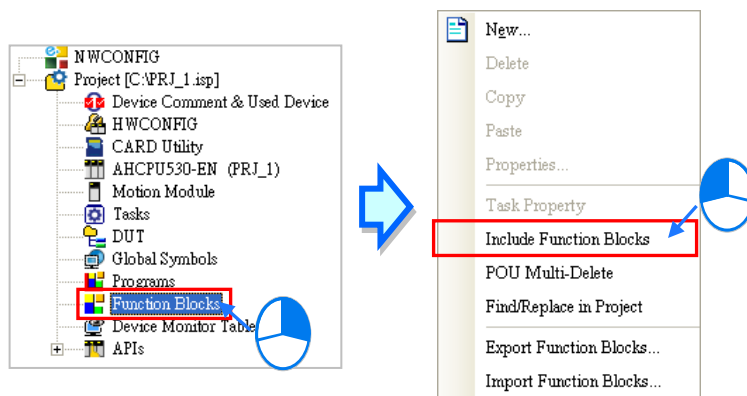 NWCONFIG
Project [C:\PRJ_1.isp]
Device Comment & Used Device
HWCONFIG
CARD Utility
AHCPU530-EN (PRJ_1)
Motion Module
Tasks
DUT
Global Symbols
Programs
Function Blocks
Device Monitor Table
APIs
New...
Delete
Copy
Paste
Properties...
Task Property
Include Function Blocks
POU Multi-Delete
Find/Replace in Project
Export Function Blocks...
Import Function Blocks...